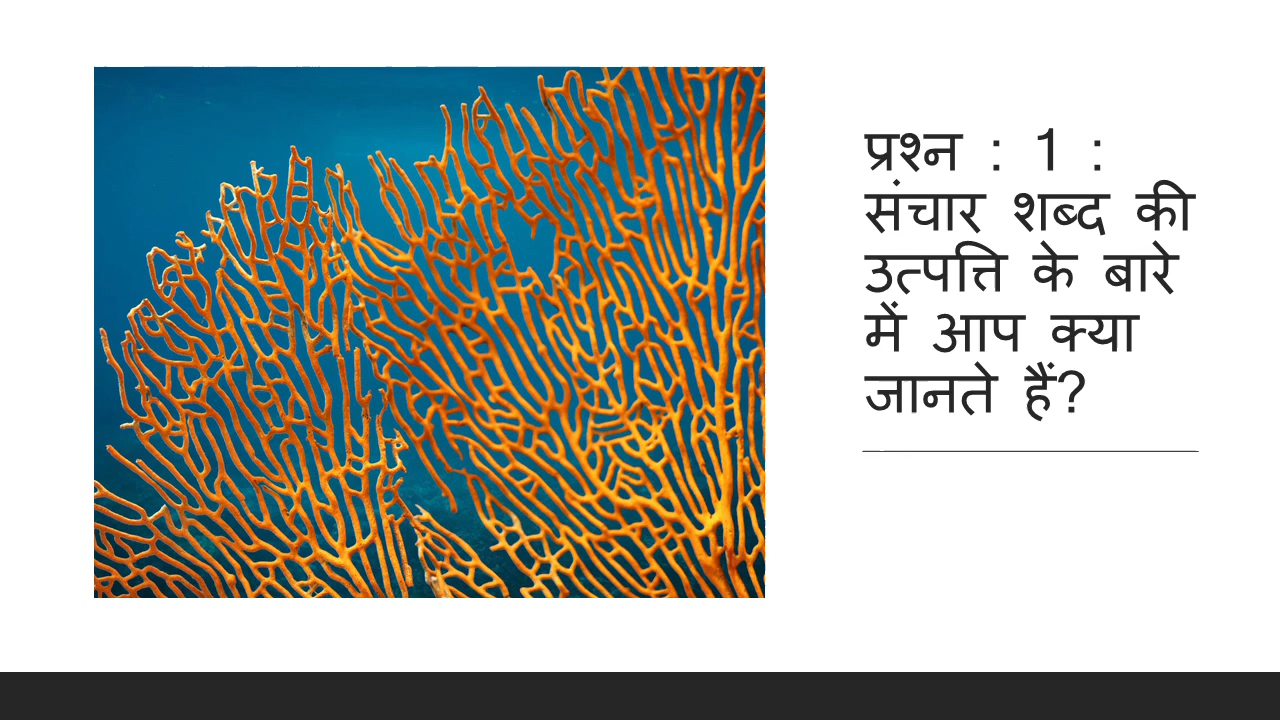 प्रश्न : 1 :
संचार शब्द की
उत्पत्ति के बारे
में आप क्या
जानते हैं?